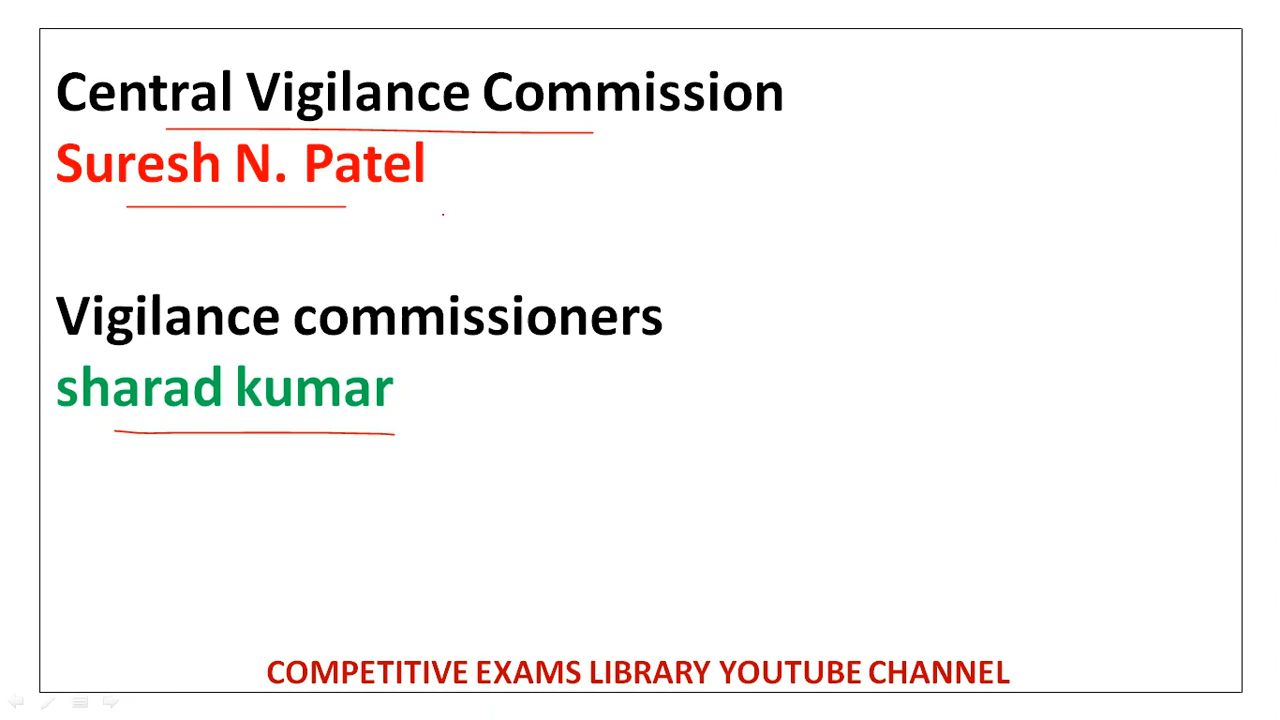 Central Vigilance Commission
Suresh N. Patel
Vigilance commissioners
sharad kumar
COMPETITIVE EXAMS LIBRARY YOUTUBE CHANNEL